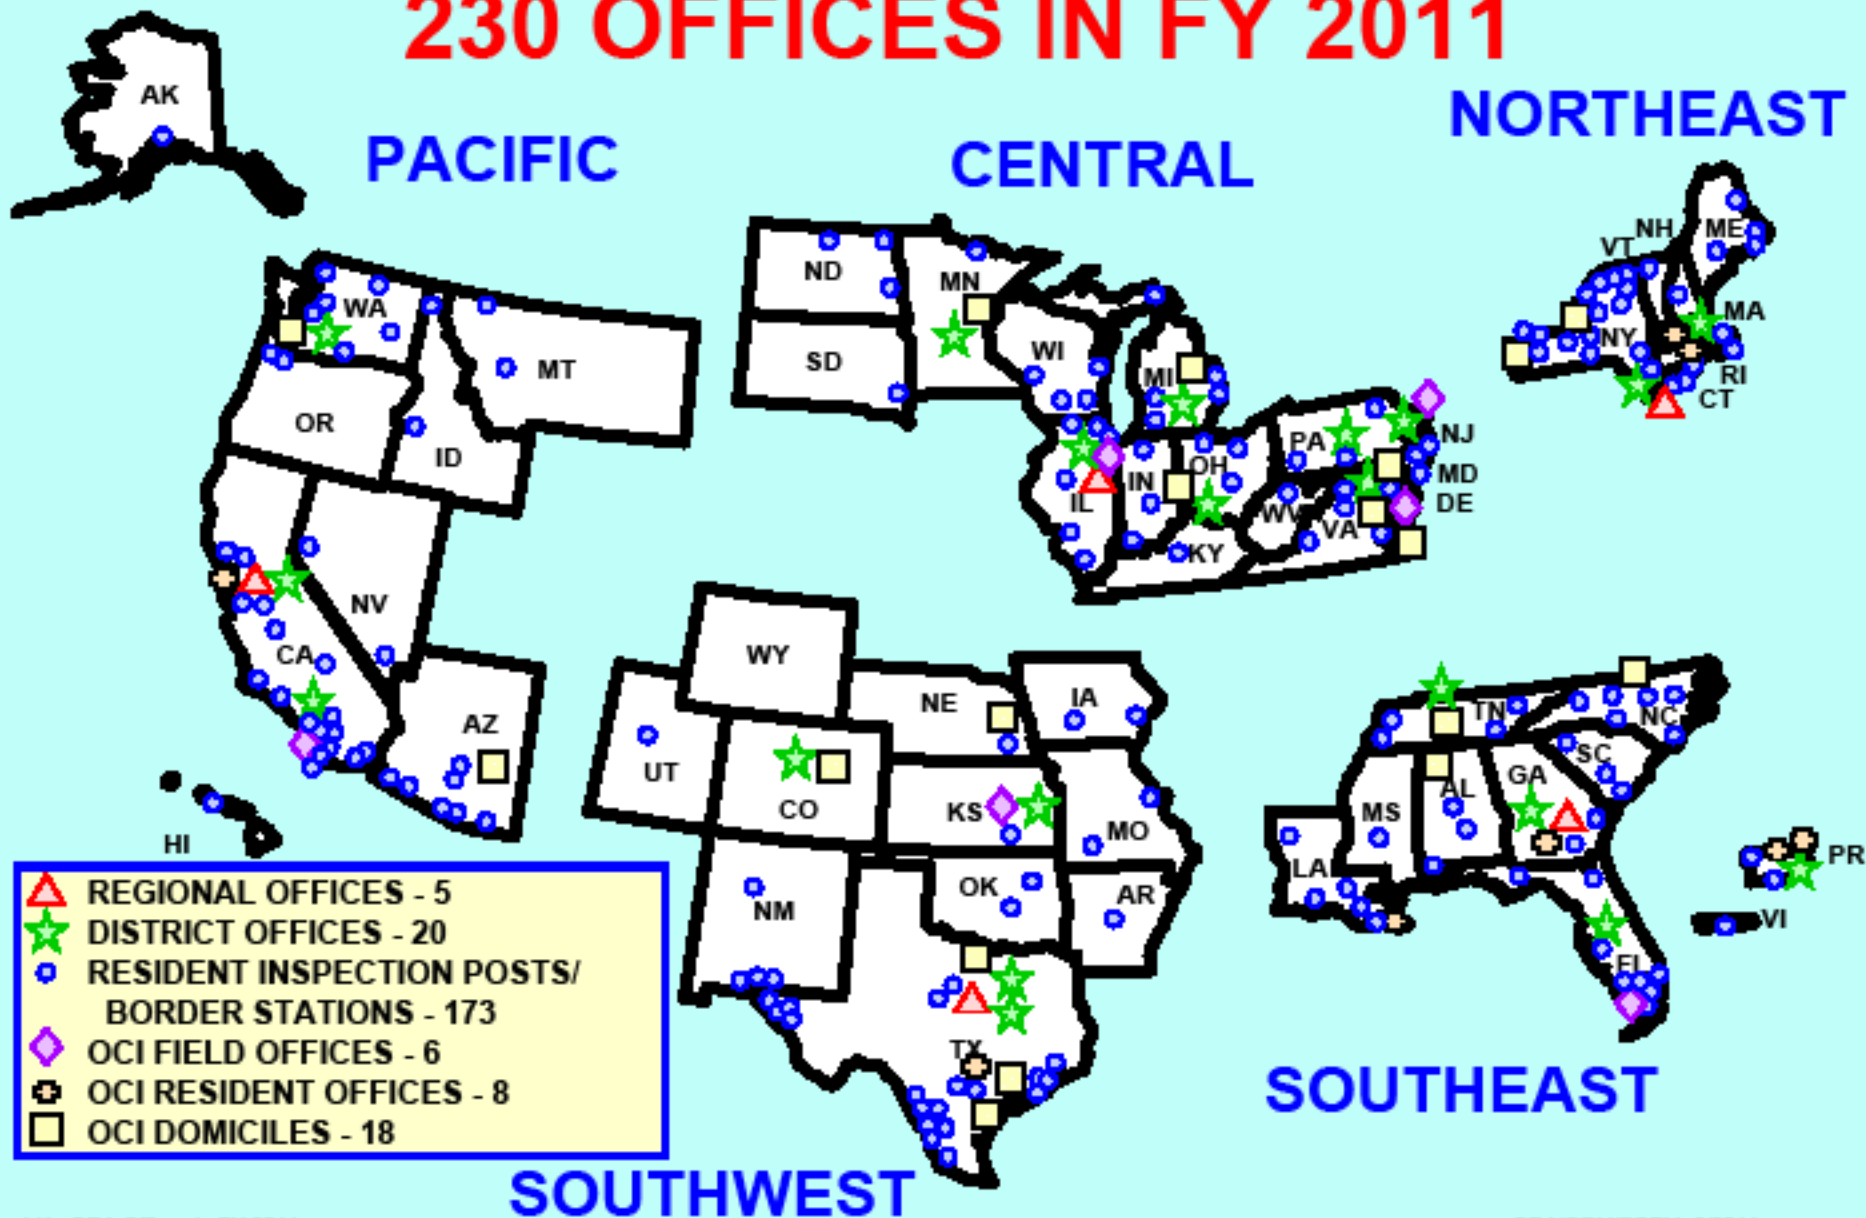 230 OFFICES IN FY 2011
NORTHEAST
PACIFIC
CENTRAL
AK
WA
OR
ID
MT
NV
CA
AZ
HI
ND
SD
MN
WI
MI
IL
IN
OH
KY
WV
VA
PA
NJ
MD
DE
ME
NH
VT
NY
MA
RI
CT
WY
UT
CO
NE
IA
KS
MO
NM
OK
AR
TX
TN
NC
SC
GA
AL
MS
LA
FL
PR
VI
REGIONAL OFFICES - 5
DISTRICT OFFICES - 20
RESIDENT INSPECTION POSTS/
BORDER STATIONS - 173
OCI FIELD OFFICES - 6
OCI RESIDENT OFFICES - 8
OCI DOMICILES - 18
SOUTHEAST
SOUTHWEST